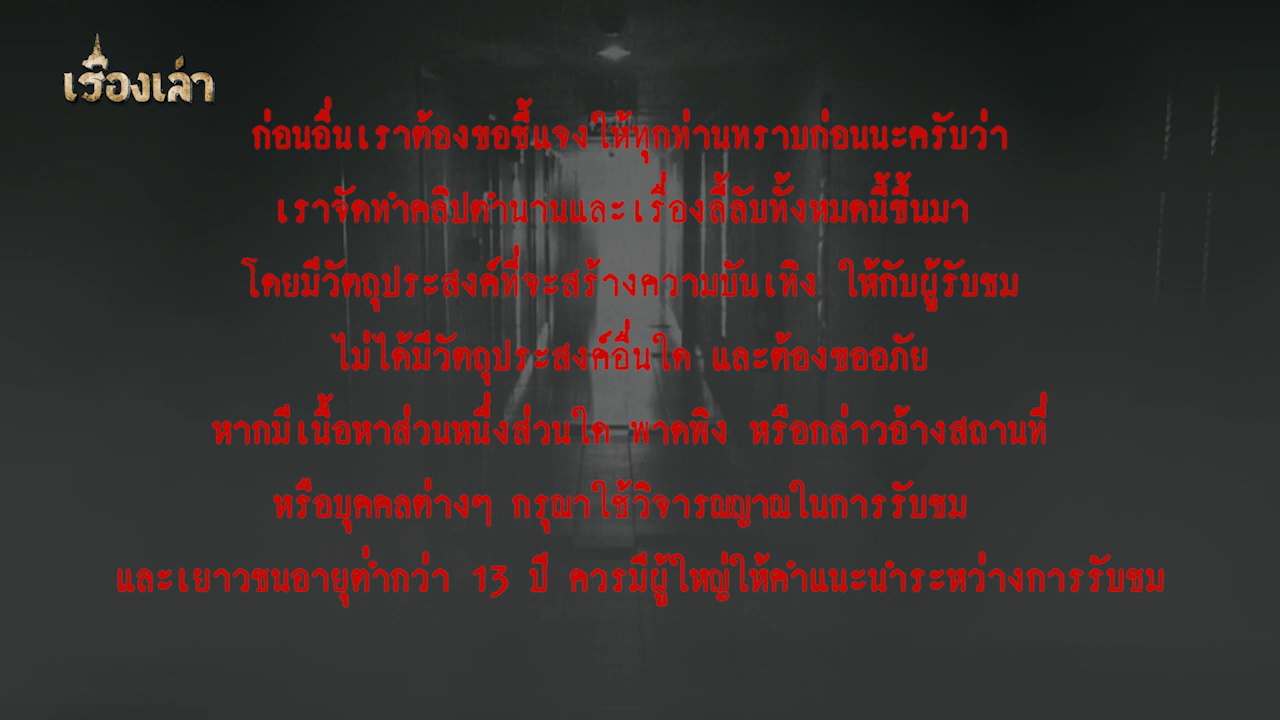 เรื่องเล่า
ก่อนอื่นเราต้องขอชี้แจงให้ทุกท่านทราบก่อนนะครับว่า
เราจัดทำคลิปตำนานและเรื่องลี้ลับทั้งหมดนี้ขึ้นมา
โดยมีวัตถุประสงค์ที่จะสร้างความบันเทิง ให้กับผู้รับชม
ไม่ได้มีวัตถุประสงค์อื่นใด และต้องขออภัย
หากมีเนื้อหาส่วนหนึ่งส่วนใด พาดพิง หรือกล่าวอ้างสถานที่
หรือบุคคลต่างๆ กรุณาใช้วิจารณญาณในการรับชม
และเยาวชนอายุต่ำกว่า 13 ปี ควรมีผู้ใหญ่ให้คำแนะนำระหว่างการรับชม